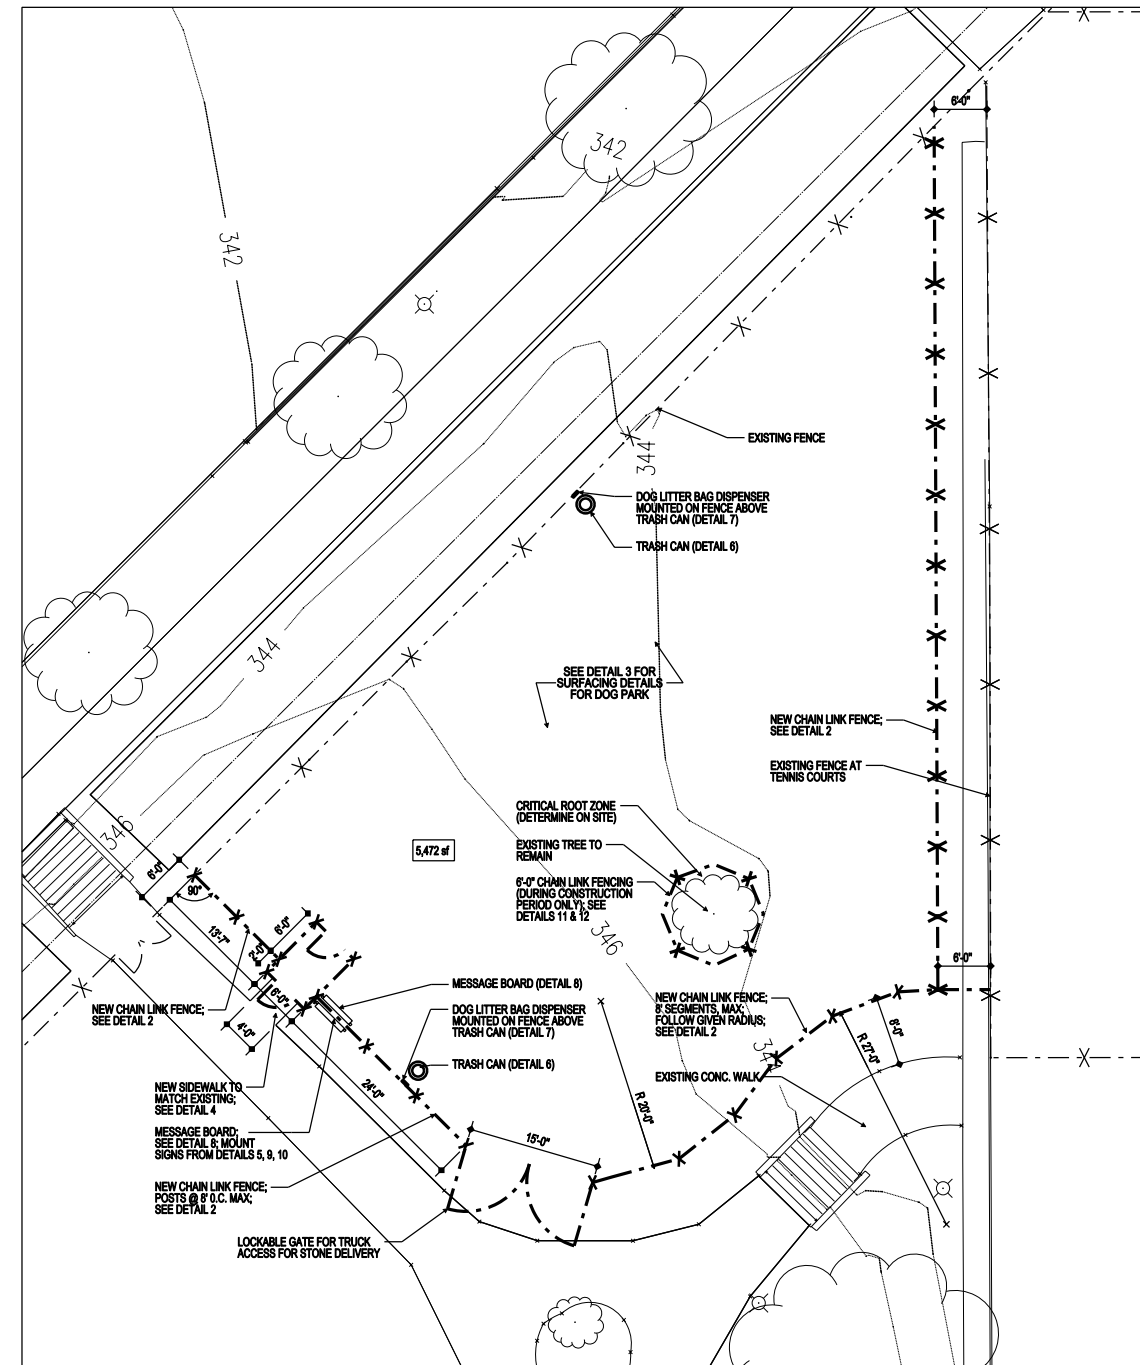 6'-0"
342
342
EXISTING FENCE
344
DOG LITTER BAG DISPENSER
MOUNTED ON FENCE ABOVE
TRASH CAN (DETAIL 7)
TRASH CAN (DETAIL 6)
344
SEE DETAIL 3 FOR
SURFACING DETAILS
FOR DOG PARK
NEW CHAIN LINK FENCE;
SEE DETAIL 2
EXISTING FENCE AT
TENNIS COURTS
CRITICAL ROOT ZONE
(DETERMINE ON SITE)
346
EXISTING TREE TO
REMAIN
5,472 sf
6'-0"
90°
6'-0" CHAIN LINK FENCING
(DURING CONSTRUCTION
PERIOD ONLY); SEE
DETAILS 11 & 12
13'-7"
6'-0"
2'-0"
346
6'-0"
MESSAGE BOARD (DETAIL 8)
6'-0"
NEW CHAIN LINK FENCE;
SEE DETAIL 2
DOG LITTER BAG DISPENSER
MOUNTED ON FENCE ABOVE
TRASH CAN (DETAIL 7)
NEW CHAIN LINK FENCE;
8' SEGMENTS, MAX;
FOLLOW GIVEN RADIUS;
SEE DETAIL 2
6'-0"
4'-0"
R 27'-0"
TRASH CAN (DETAIL 6)
EXISTING CONC. WALK
NEW SIDEWALK TO
MATCH EXISTING;
SEE DETAIL 4
24'-0"
R 20'-0"
MESSAGE BOARD;
SEE DETAIL 8; MOUNT
SIGNS FROM DETAILS 5, 9, 10
15'-0"
NEW CHAIN LINK FENCE;
POSTS @ 8' O.C. MAX;
SEE DETAIL 2
LOCKABLE GATE FOR TRUCK
ACCESS FOR STONE DELIVERY